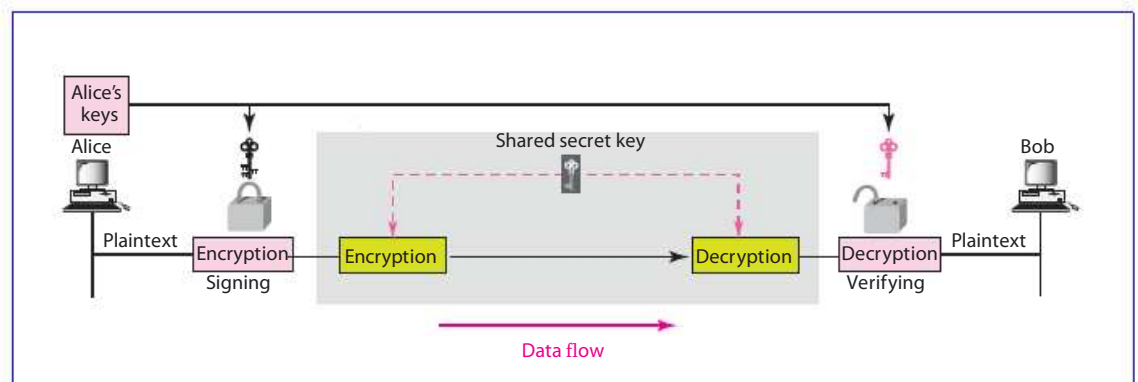 Alice's
keys
Alice
Shared secret key
Bob
Plaintext
Encryption
Signing
Encryption
Decryption
Decryption
Verifying
Plaintext
Data flow